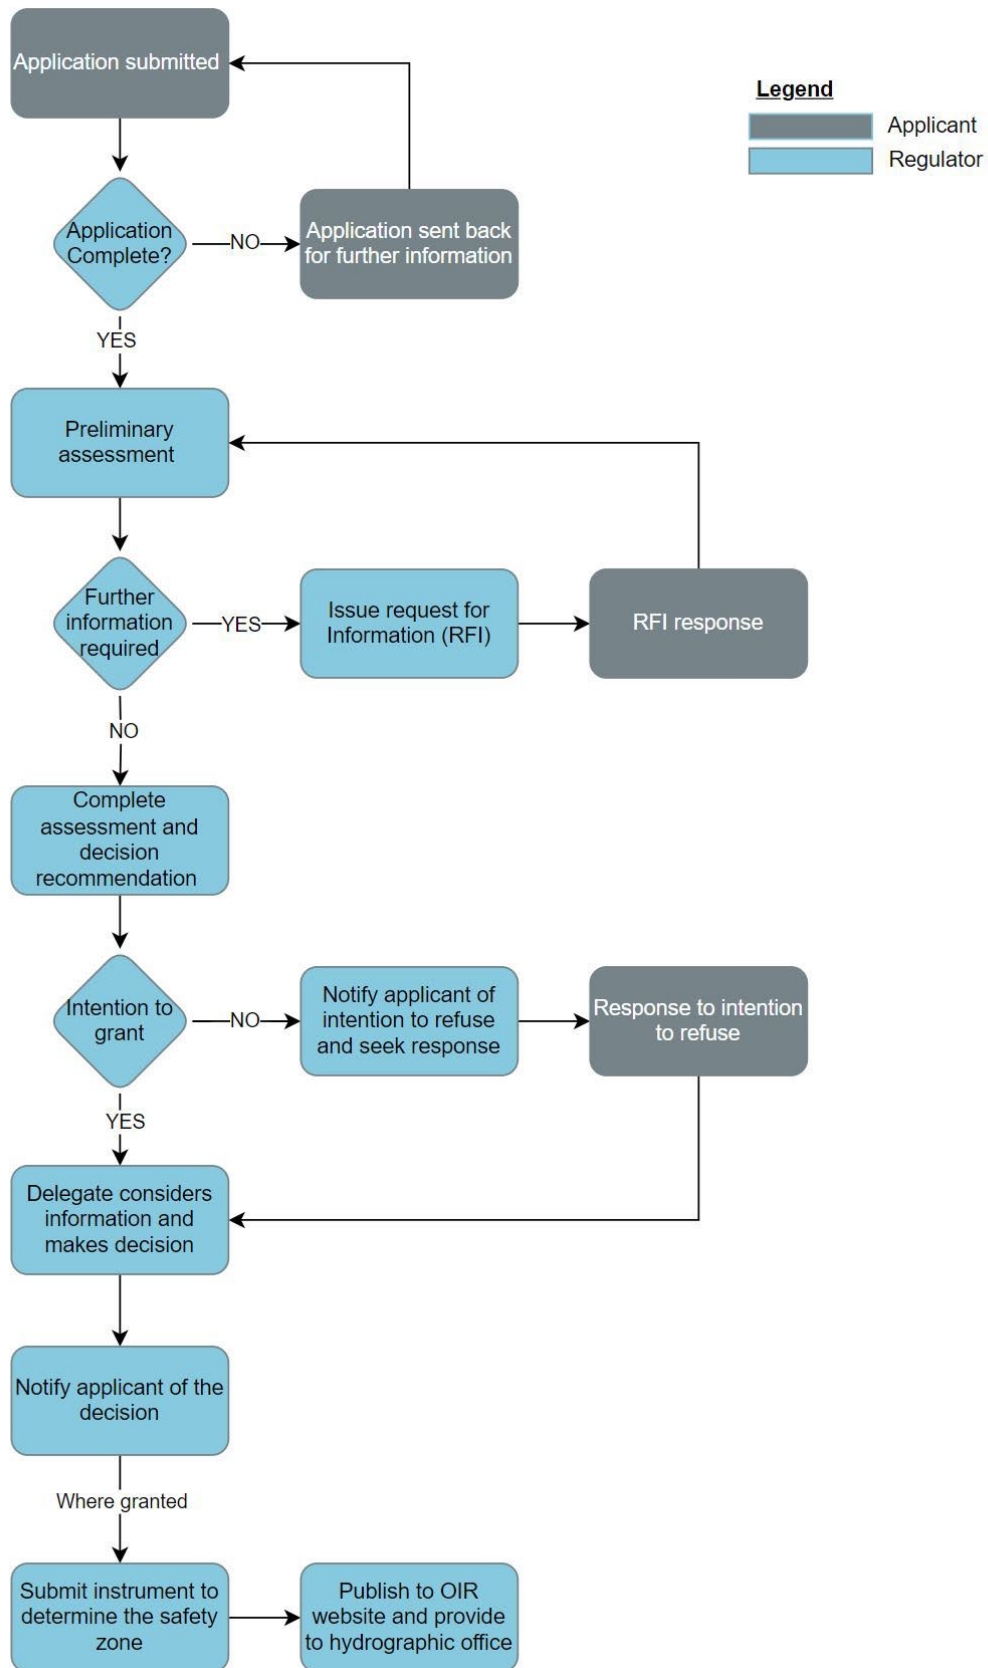 Application submitted
Legend
Applicant
Regulator
Application
Complete?
NO
Application sent back
for further information
YES
Preliminary
assessment
Further
information
required
YES
Issue request for
Information (RFI)
RFI response
NO
Complete
assessment and
decision
recommendation
Intention to
grant
NO
Notify applicant of
intention to refuse
and seek response
Response to intention
to refuse
YES
Delegate considers
information and
makes decision
Notify applicant of the
decision
Where granted
Submit instrument to
determine the safety
zone
Publish to OIR
website and provide
to hydrographic office